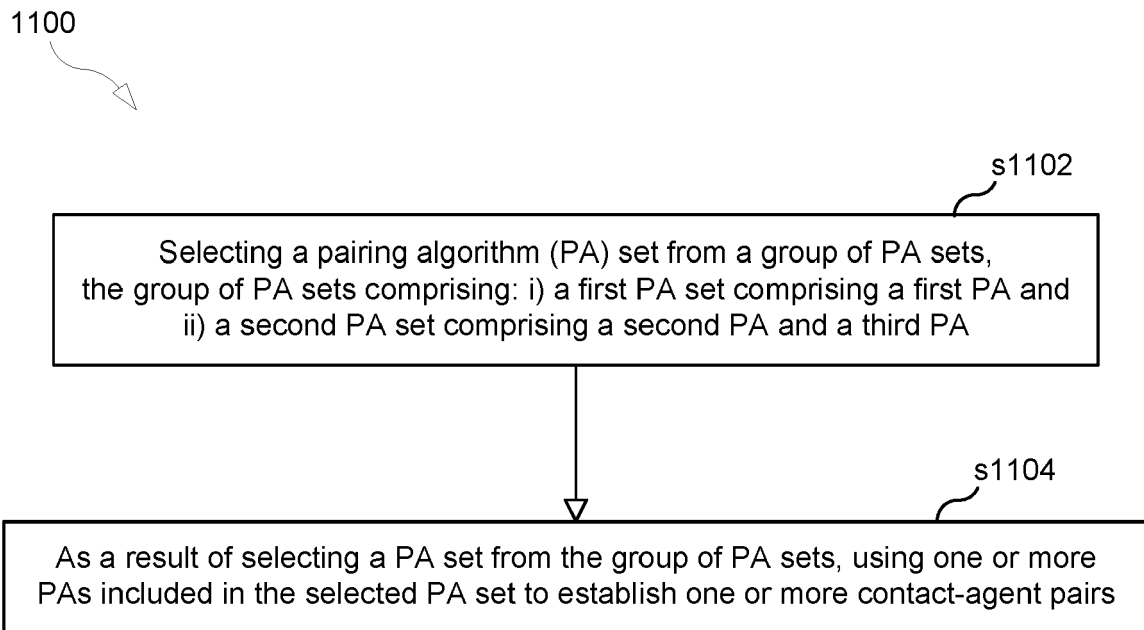 1100
s1102
Selecting a pairing algorithm (PA) set from a group of PA sets,
the group of PA sets comprising: i) a first PA set comprising a first PA and
ii) a second PA set comprising a second PA and a third PA
s1104
As a result of selecting a PA set from the group of PA sets, using one or more
PAs included in the selected PA set to establish one or more contact-agent pairs